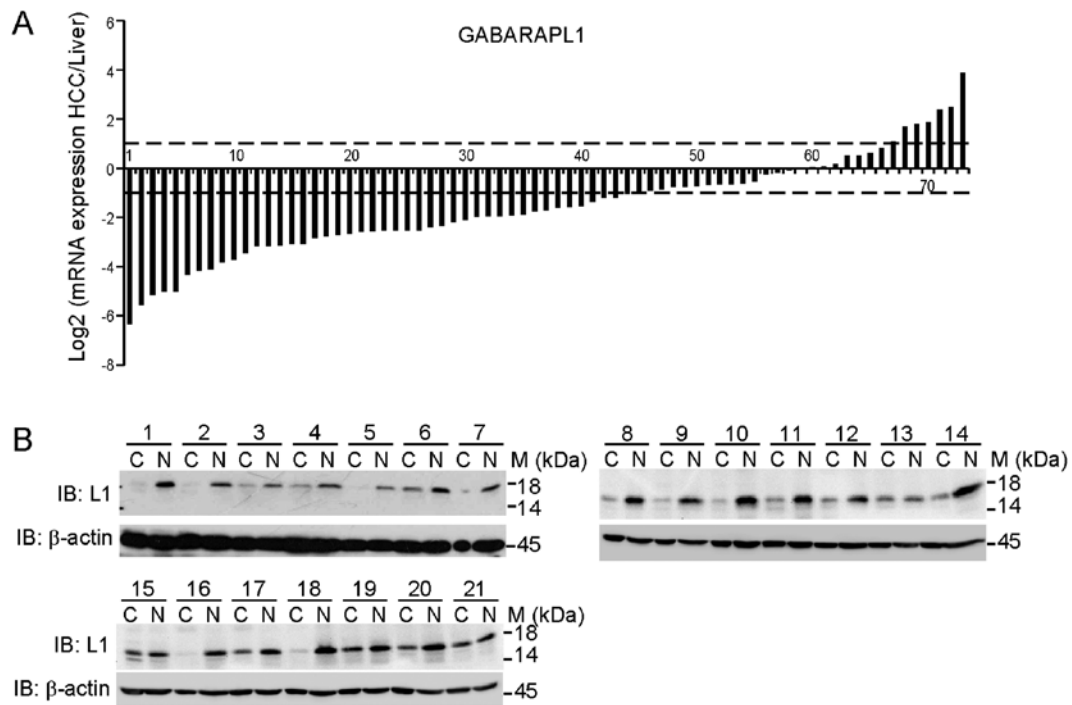 A
GABARAPL1
Log2 (mRNA expression HCC/Liver)
6
4
2
0
-2
-4
-6
-8
1 10 20 30 40 50 60 70
B
1 2 3 4 5 6 7
C N C N C N C N C N C N C N M (kDa)
IB: L1
-18
-14
IB: β-actin
-45
8 9 10 11 12 13 14
C N C N C N C N C N C N C N M (kDa)
-18
-14
-45
15 16 17 18 19 20 21
C N C N C N C N C N C N C N M (kDa)
IB: L1
-18
-14
IB: β-actin
-45